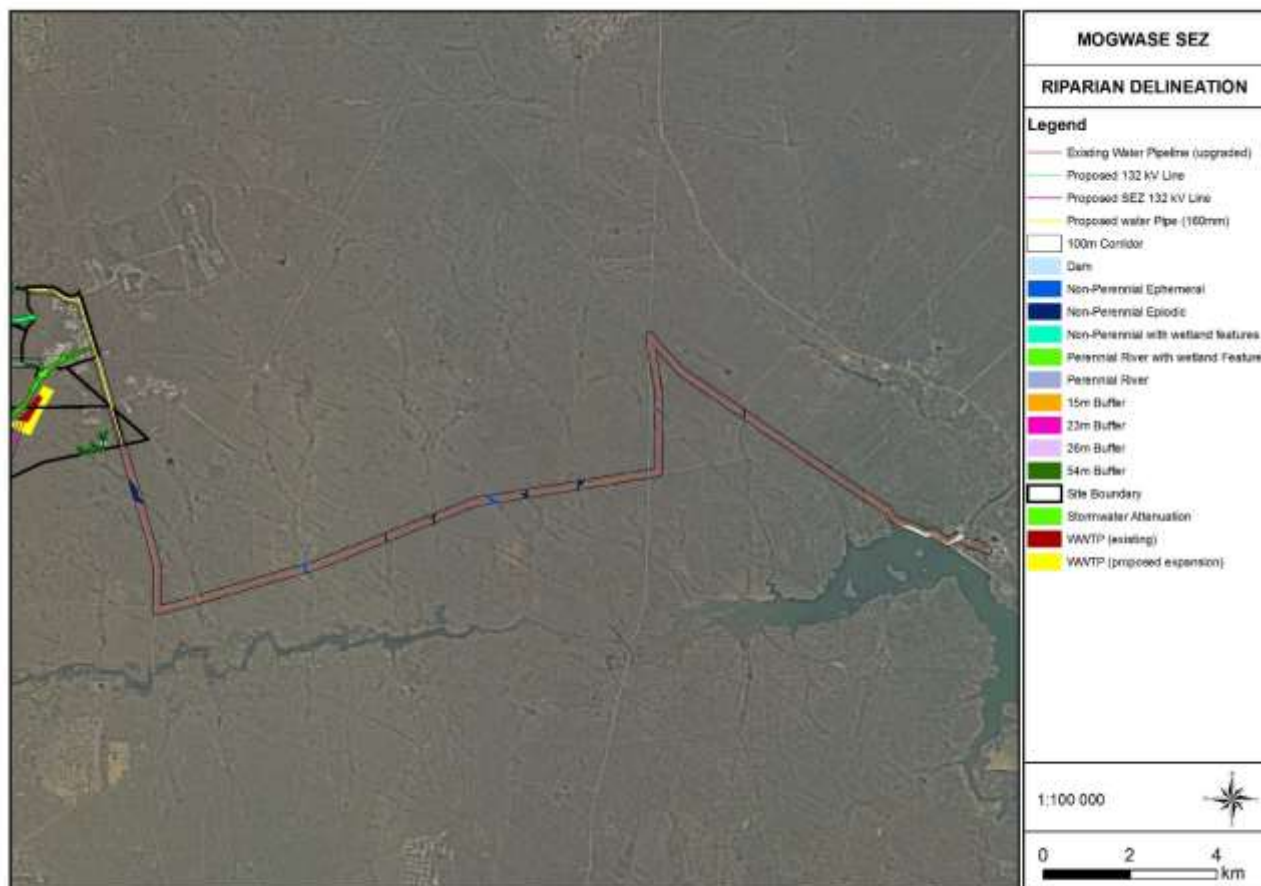 MOGWASE SEZ
RIPARIAN DELINEATION
Legend
Existing Water Pipeline (upgraded)
Proposed 132 kV Line
Proposed SEZ 132 kV Line
Proposed water Pipe (160mm)
100m Corridor
Dam
Non-Perennial Ephemeral
Non-Perennial Epiodic
Non-Perennial with wetland features
Perennial River with wetland Feature
Perennial River
15m Buffer
23m Buffer
26m Buffer
54m Buffer
Site Boundary
Stormwater Attenuation
WWTP (existing)
WWTP (proposed expansion)
1:100 000
0 2 4
km